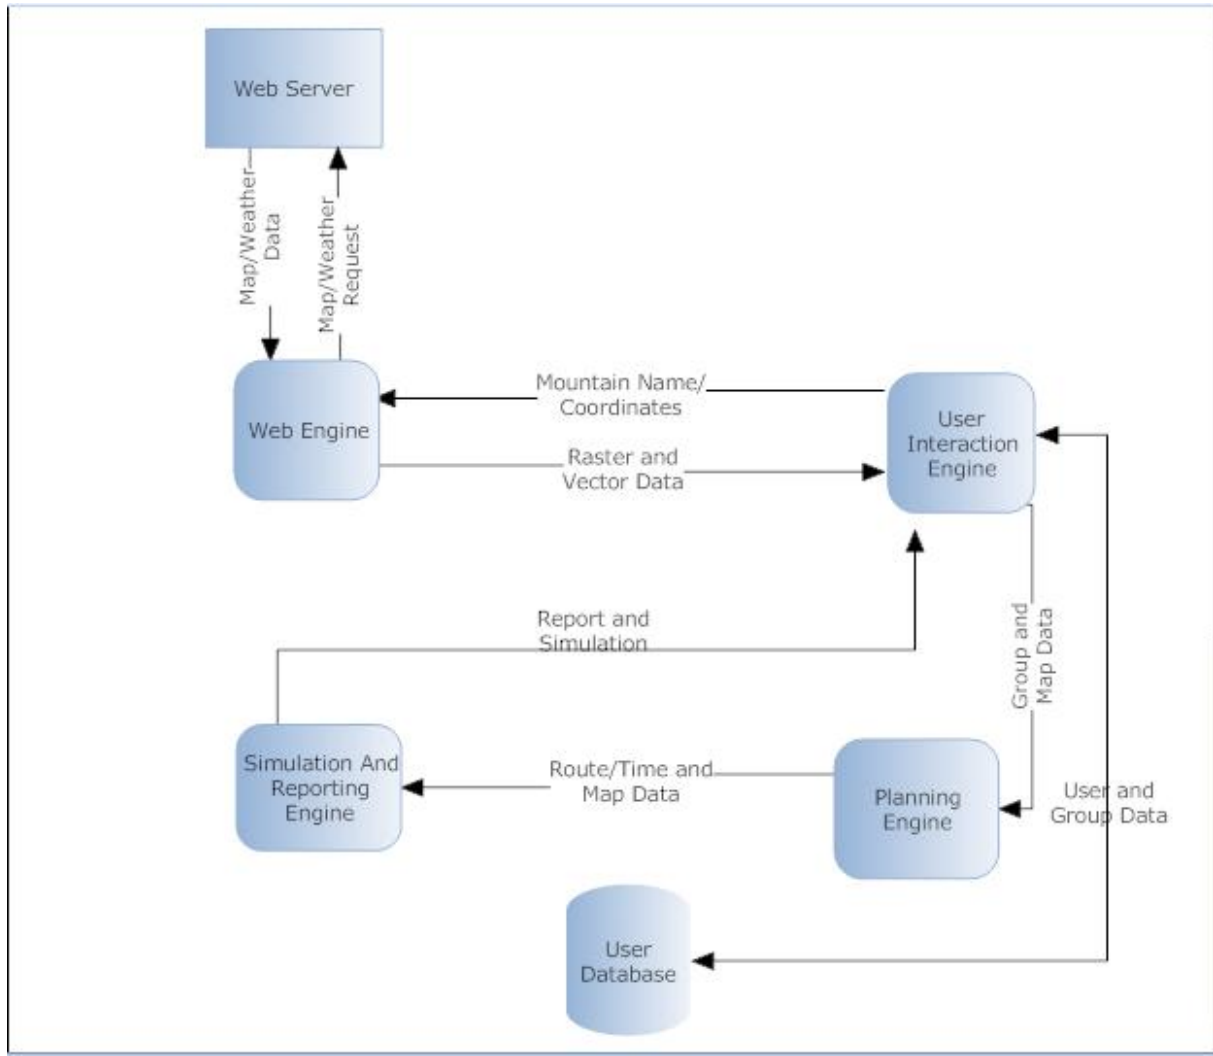 Web Server
Map/Weather
Data
Map/Weather
Request
Mountain Name/
Coordinates
Web Engine
User
Interaction
Engine
Raster and
Vector Data
Report and
Simulation
Group and
Map Data
Simulation And
Reporting
Engine
Route/Time and
Map Data
Planning
Engine
User and
Group Data
User
Database